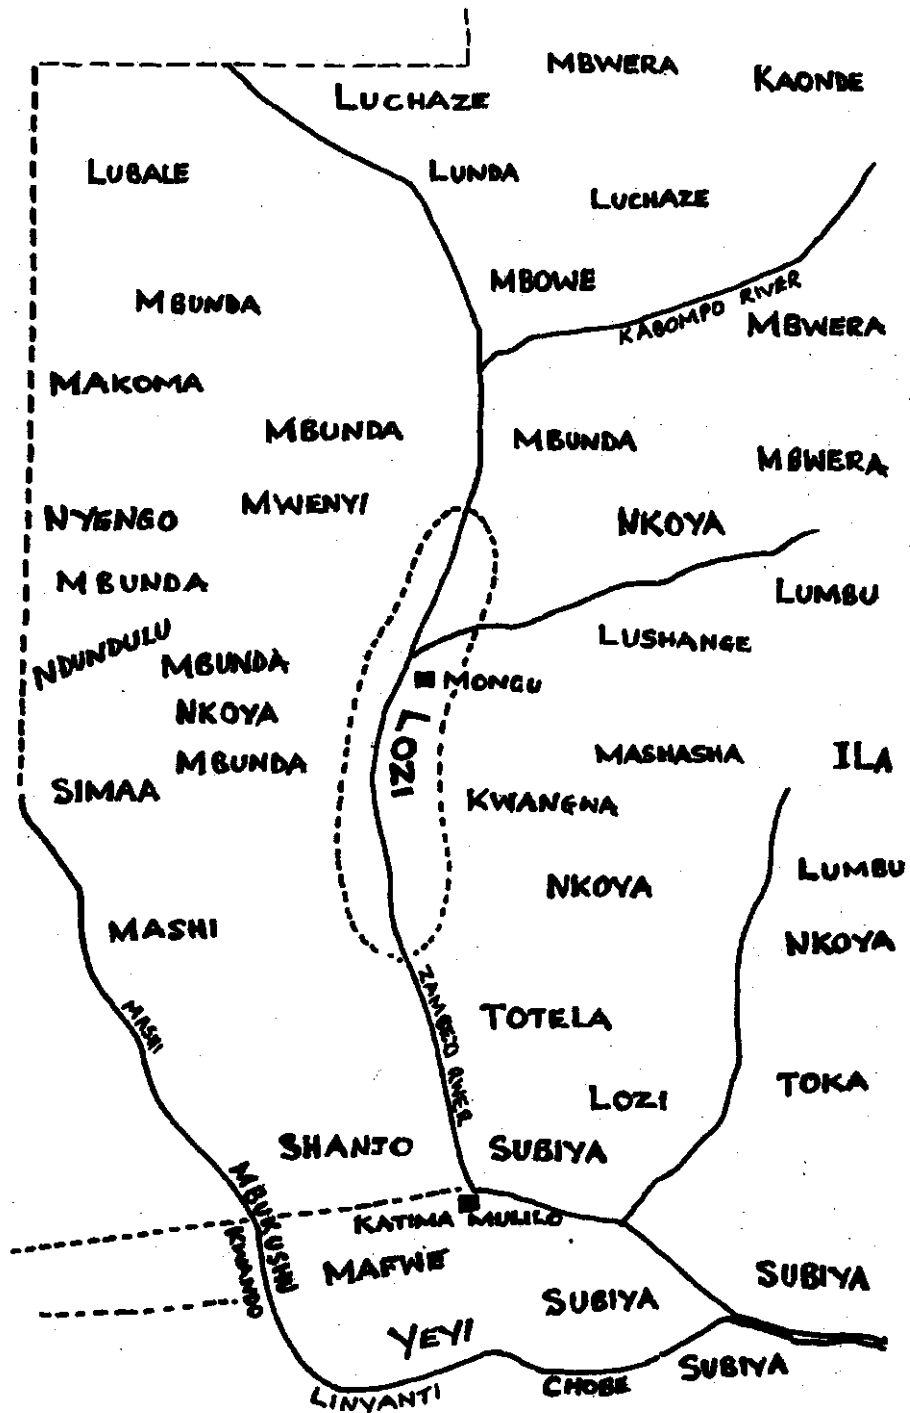 MBWERA
KAONDE
LUCHAZE
LUBALE
LUNDA
LUCHAZE
MBOWE
KABOMPO RIVER
MBUNDA
MBWERA
MAKOMA
MBUNDA
MBUNDA
MBWERA
NYENGO
MWENYI
NKOYA
MBUNDA
LUMBU
NDUNDULU
LUSHANGE
MBUNDA
MONGU
NKOYA
LOZI
MASHASHA
ILA
MBUNDA
SIMAA
KWANGWA
LUMBU
NKOYA
MASHI
NKOYA
MASHI
ZAMBEZI RIVER
TOTELA
LOZI
TOKA
SHANJO
SUBIYA
MBUKUSHU
KATIMA MULILO
KWANDO
MAFWE
SUBIYA
SUBIYA
YEYI
SUBIYA
LINYANTI
CHOBE